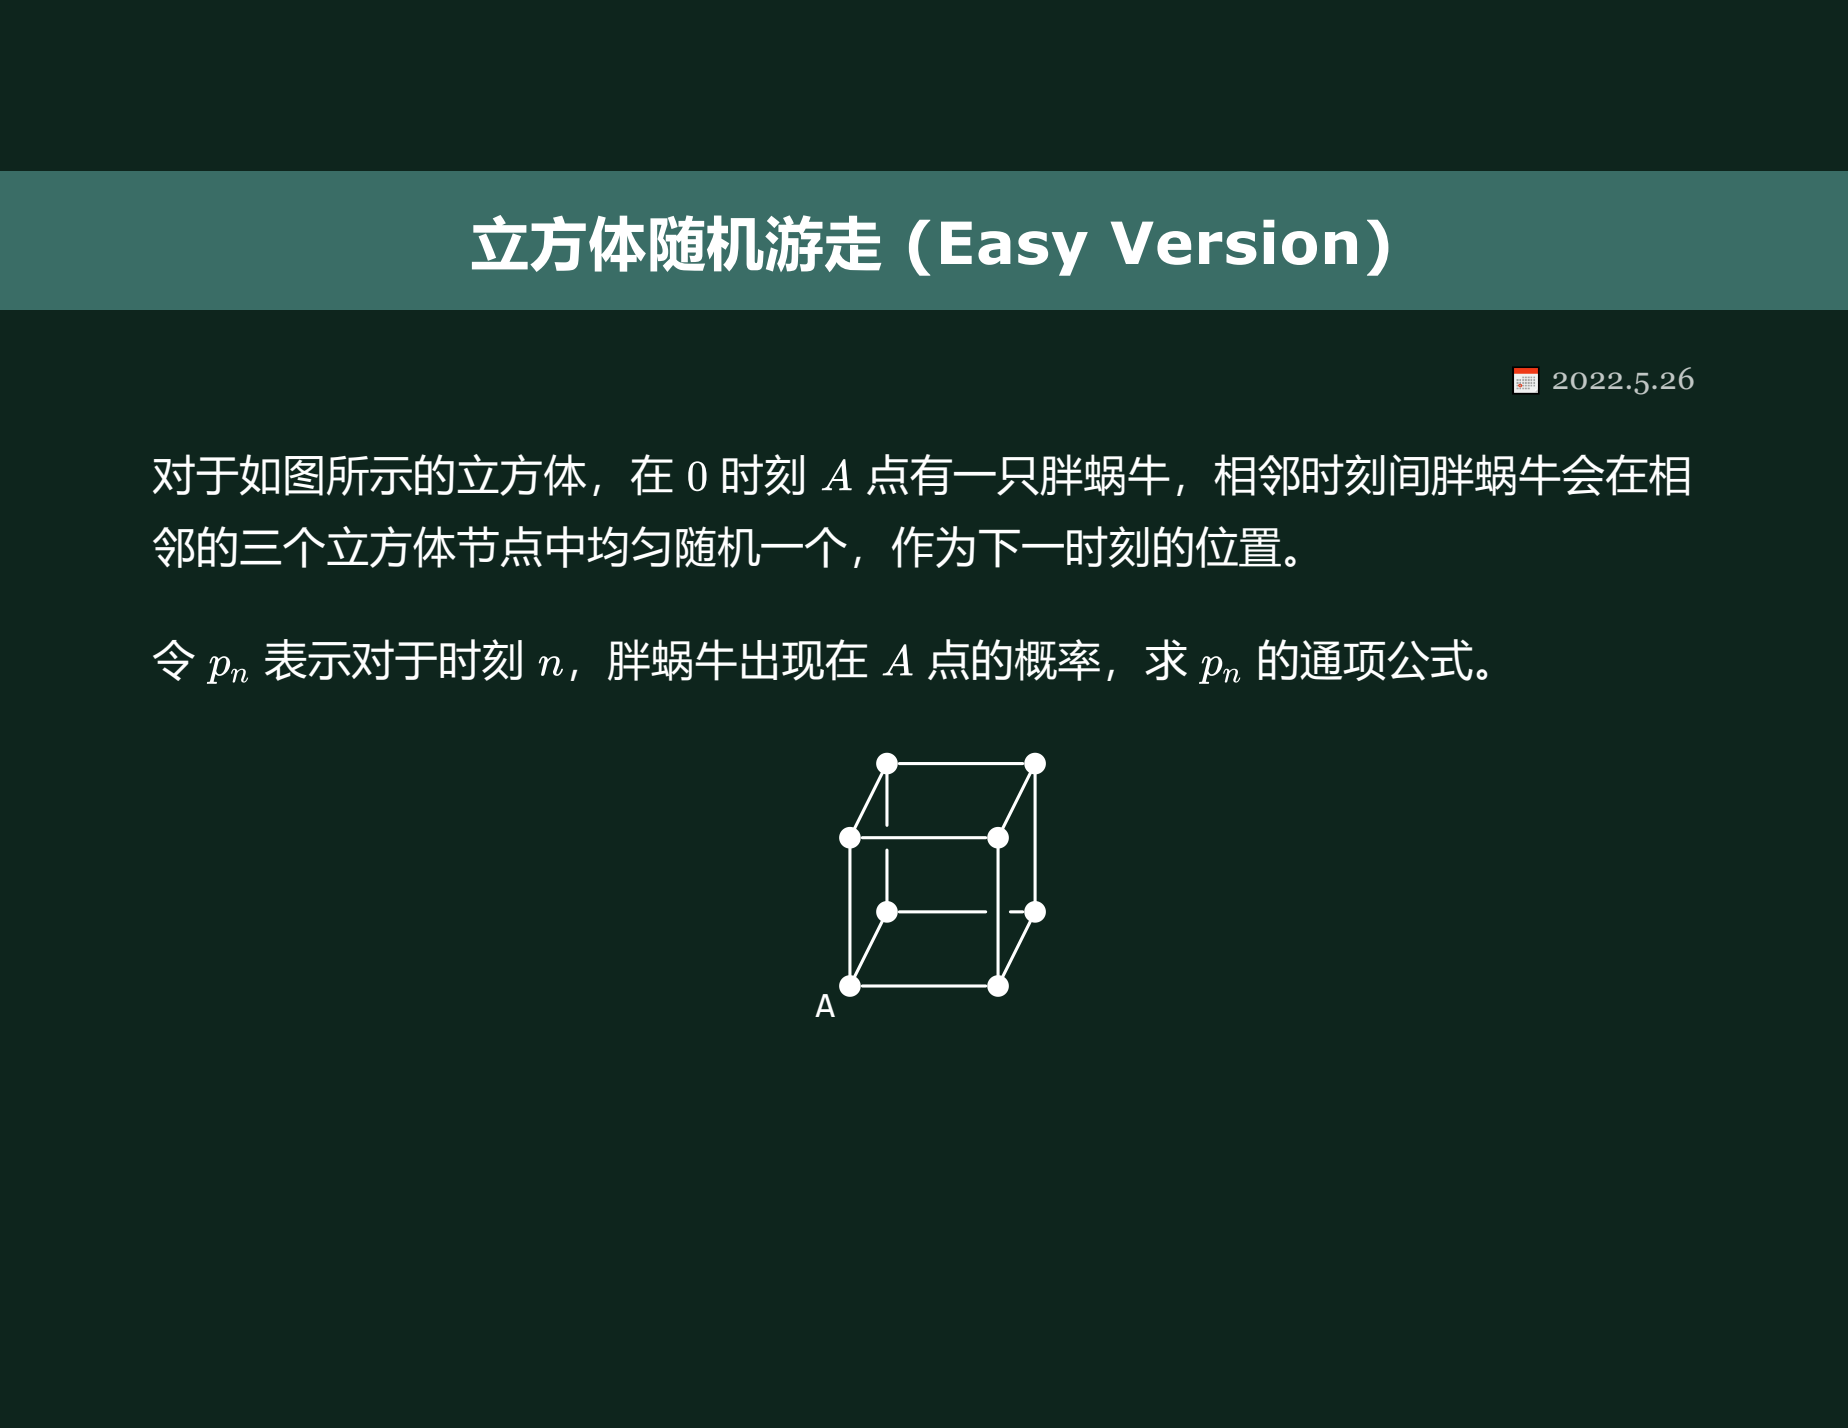 立方体随机游走 (Easy Version)
2022.5.26
对于如图所示的立方体，在 0 时刻 A 点有一只胖蜗牛，相邻时刻间胖蜗牛会在相
邻的三个立方体节点中均匀随机一个，作为下一时刻的位置。
令 pₙ 表示对于时刻 n，胖蜗牛出现在 A 点的概率，求 pₙ 的通项公式。
A